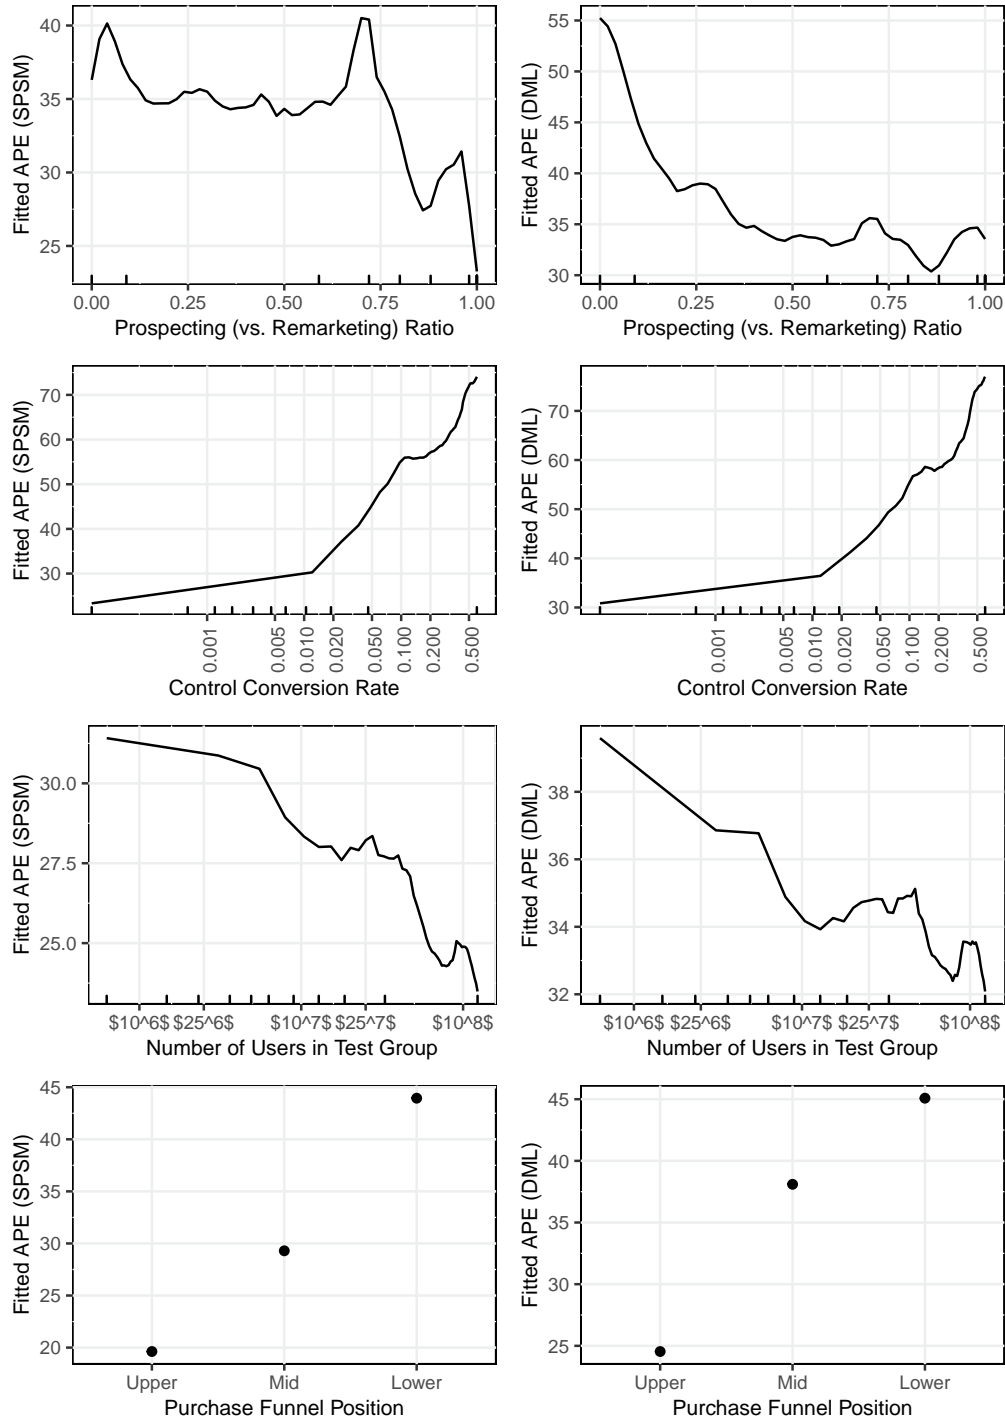 Fitted APE (SPSM)
40
35
30
25
0.00 0.25 0.50 0.75 1.00
Prospecting (vs. Remarketing) Ratio
Fitted APE (DML)
55
50
45
40
35
30
0.00 0.25 0.50 0.75 1.00
Prospecting (vs. Remarketing) Ratio
Fitted APE (SPSM)
70
60
50
40
30
0.001 0.005 0.010 0.020 0.050 0.100 0.200 0.500
Control Conversion Rate
Fitted APE (DML)
70
60
50
40
30
0.001 0.005 0.010 0.020 0.050 0.100 0.200 0.500
Control Conversion Rate
Fitted APE (SPSM)
30.0
27.5
25.0
$10^6$ $25^6$ $10^7$ $25^7$ $10^8$
Number of Users in Test Group
Fitted APE (DML)
38
36
34
32
$10^6$ $25^6$ $10^7$ $25^7$ $10^8$
Number of Users in Test Group
Fitted APE (SPSM)
45
40
35
30
25
20
Upper Mid Lower
Purchase Funnel Position
Fitted APE (DML)
45
40
35
30
25
Upper Mid Lower
Purchase Funnel Position